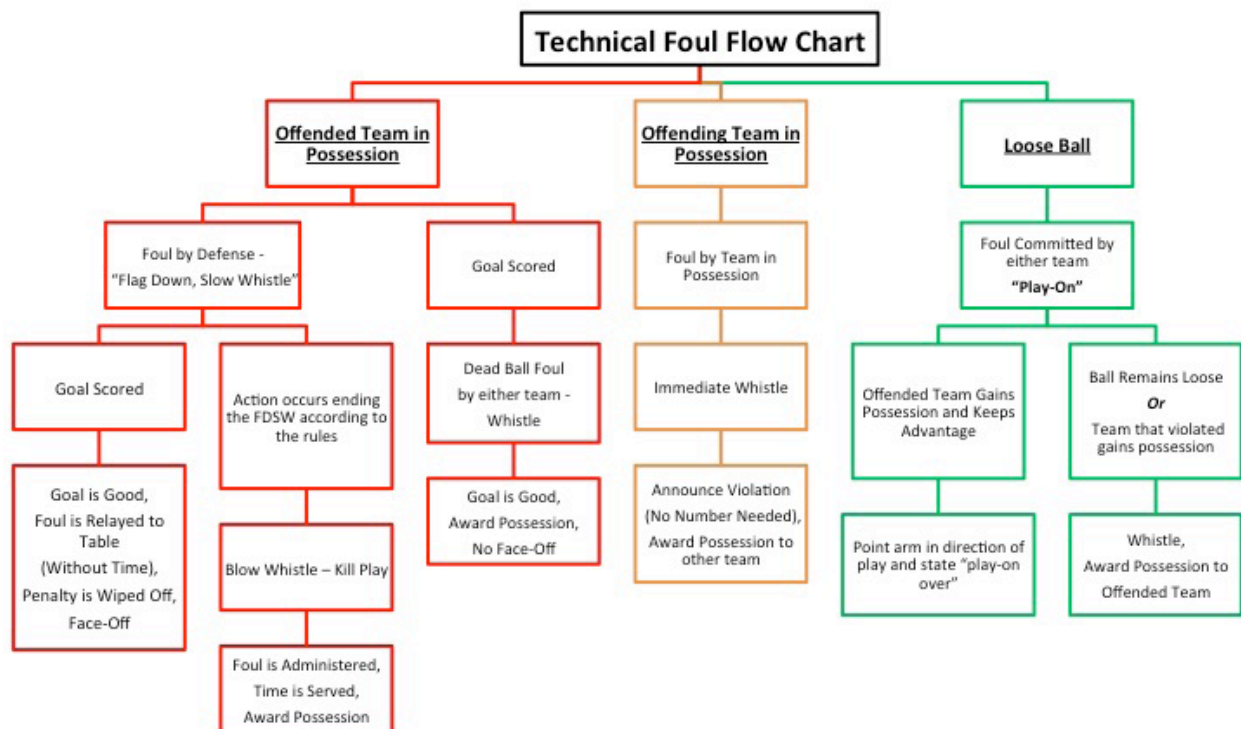 Technical Foul Flow Chart
Offended Team in
Possession
Offending Team in
Possession
Loose Ball
Foul by Defense -
“Flag Down, Slow Whistle”
Goal Scored
Foul by Team in
Possession
Foul Committed by
either team
“Play-On”
Goal Scored
Action occurs ending
the FDSW according to
the rules
Dead Ball Foul
by either team -
Whistle
Immediate Whistle
Offended Team Gains
Possession and Keeps
Advantage
Ball Remains Loose
Or
Team that violated
gains possession
Goal is Good,
Foul is Relayed to
Table
(Without Time),
Penalty is Wiped Off,
Face-Off
Blow Whistle – Kill Play
Goal is Good,
Award Possession,
No Face-Off
Announce Violation
(No Number Needed),
Award Possession to
other team
Point arm in direction of
play and state “play-on
over”
Whistle,
Award Possession to
Offended Team
Foul is Administered,
Time is Served,
Award Possession